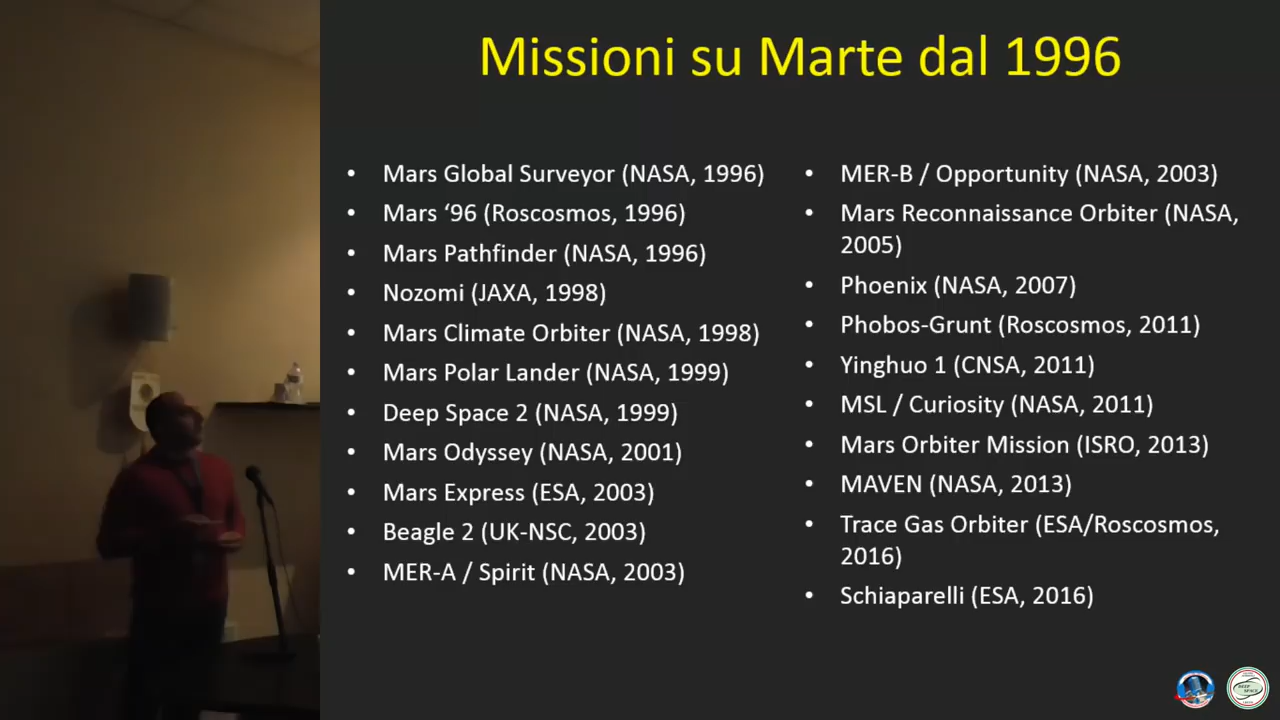 Missioni su Marte dal 1996
• Mars Global Surveyor (NASA, 1996)
• Mars ‘96 (Roscosmos, 1996)
• Mars Pathfinder (NASA, 1996)
• Nozomi (JAXA, 1998)
• Mars Climate Orbiter (NASA, 1998)
• Mars Polar Lander (NASA, 1999)
• Deep Space 2 (NASA, 1999)
• Mars Odyssey (NASA, 2001)
• Mars Express (ESA, 2003)
• Beagle 2 (UK-NSC, 2003)
• MER-A / Spirit (NASA, 2003)
• MER-B / Opportunity (NASA, 2003)
• Mars Reconnaissance Orbiter (NASA,
2005)
• Phoenix (NASA, 2007)
• Phobos-Grunt (Roscosmos, 2011)
• Yinghuo 1 (CNSA, 2011)
• MSL / Curiosity (NASA, 2011)
• Mars Orbiter Mission (ISRO, 2013)
• MAVEN (NASA, 2013)
• Trace Gas Orbiter (ESA/Roscosmos,
2016)
• Schiaparelli (ESA, 2016)